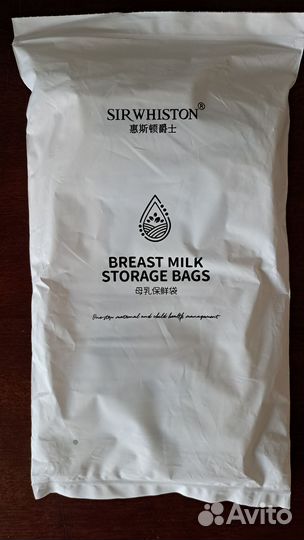 SIRWHISTON®
惠斯顿爵士
BREAST MILK
STORAGE BAGS
母乳保鲜袋
One-stop maternal and child health management
Avito